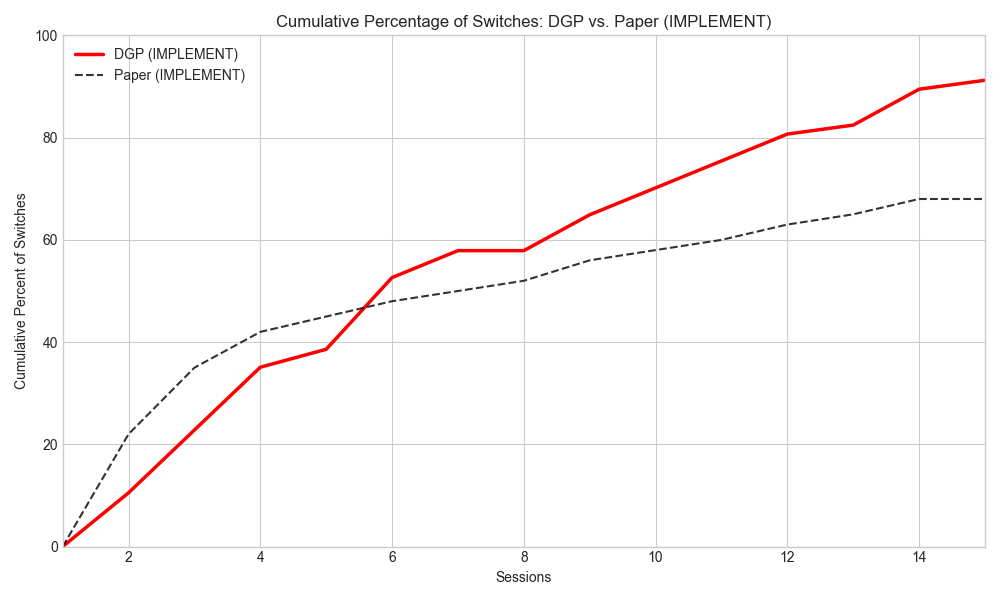 Cumulative Percentage of Switches: DGP vs. Paper (IMPLEMENT)
DGP (IMPLEMENT)
Paper (IMPLEMENT)
Cumulative Percent of Switches
100
80
60
40
20
0
2 4 6 8 10 12 14
Sessions